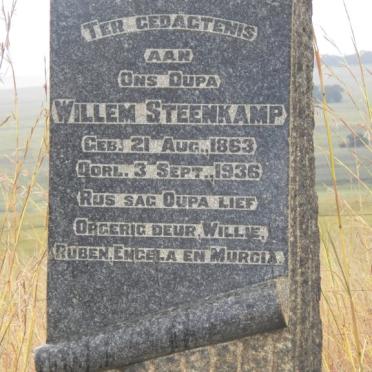 TER GEDAGTENIS
AAN
ONS OUPA
WILLEM STEENKAMP
GEB. 21 AUG., 1863
OORL. 3 SEPT., 1936
RUS SAG OUPA LIEF
OPGERIG DEUR, WILLIE,
RUBEN, ENGELA EN MURGIA.